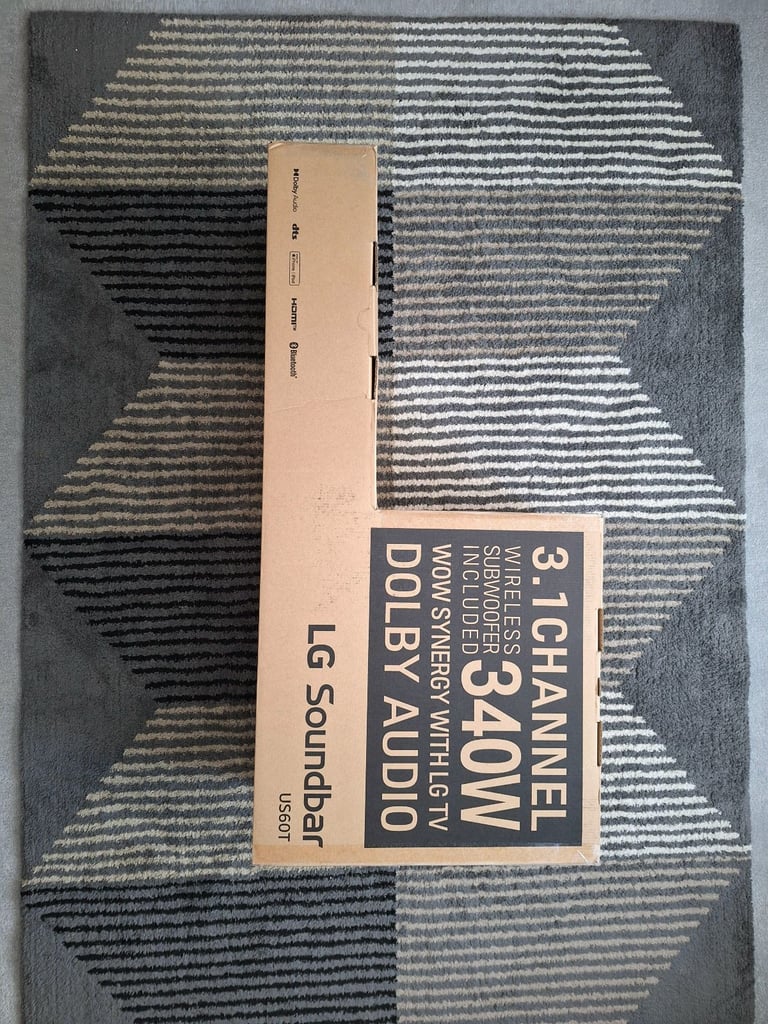 3.1CHANNEL
WIRELESS
SUBWOOFER
INCLUDED
340W
WOW SYNERGY WITH LG TV
DOLBY AUDIO
LG Soundbar
US60T
Dolby Audio
dts
HDMI™
Bluetooth®